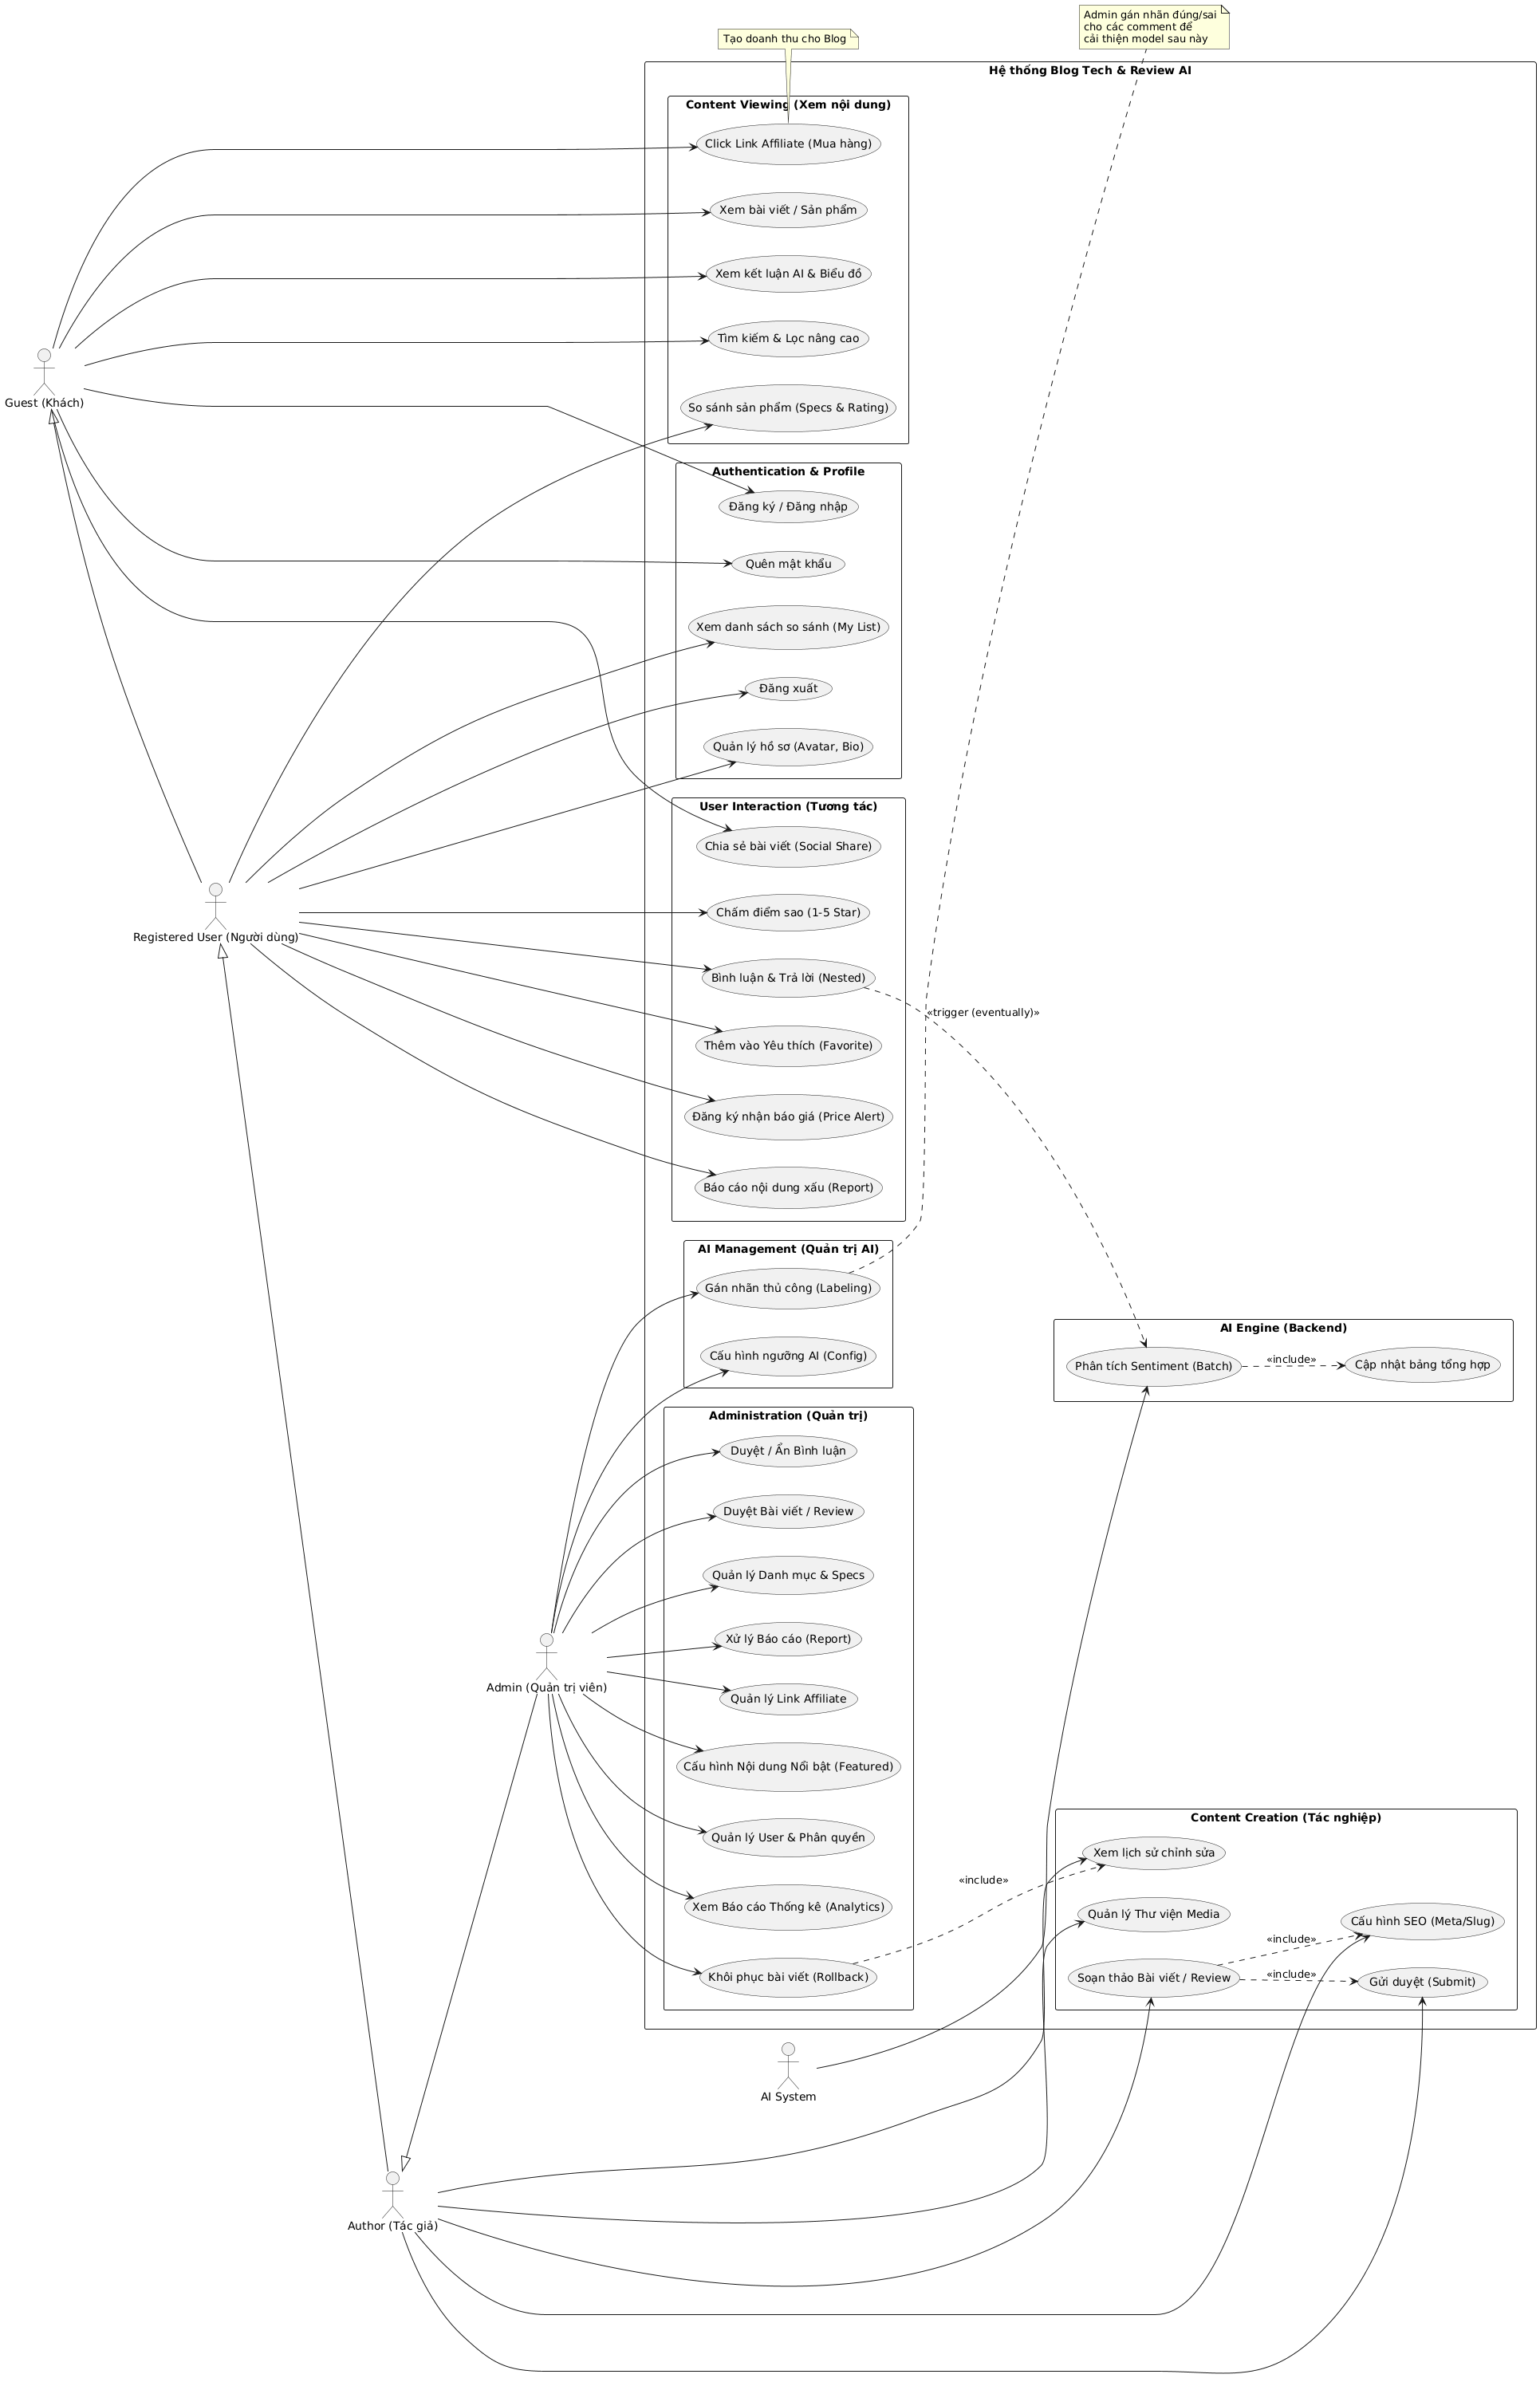 Tạo doanh thu cho Blog
Admin gán nhãn đúng/sai
cho các comment để
cải thiện model sau này
Hệ thống Blog Tech & Review AI
Content Viewing (Xem nội dung)
Click Link Affiliate (Mua hàng)
Xem bài viết / Sản phẩm
Xem kết luận AI & Biểu đồ
Tìm kiếm & Lọc nâng cao
So sánh sản phẩm (Specs & Rating)
Guest (Khách)
Authentication & Profile
Đăng ký / Đăng nhập
Quên mật khẩu
Xem danh sách so sánh (My List)
Đăng xuất
Quản lý hồ sơ (Avatar, Bio)
User Interaction (Tương tác)
Chia sẻ bài viết (Social Share)
Chấm điểm sao (1-5 Star)
Registered User (Người dùng)
Bình luận & Trả lời (Nested)
«trigger (eventually)»
Thêm vào Yêu thích (Favorite)
Đăng ký nhận báo giá (Price Alert)
Báo cáo nội dung xấu (Report)
AI Management (Quản trị AI)
Gán nhãn thủ công (Labeling)
Cấu hình ngưỡng AI (Config)
AI Engine (Backend)
Phân tích Sentiment (Batch)
«include»
Cập nhật bảng tổng hợp
Administration (Quản trị)
Duyệt / Ẩn Bình luận
Duyệt Bài viết / Review
Quản lý Danh mục & Specs
Xử lý Báo cáo (Report)
Admin (Quản trị viên)
Quản lý Link Affiliate
Cấu hình Nội dung Nổi bật (Featured)
Quản lý User & Phân quyền
Xem Báo cáo Thống kê (Analytics)
Khôi phục bài viết (Rollback)
«include»
Content Creation (Tác nghiệp)
Xem lịch sử chỉnh sửa
Quản lý Thư viện Media
Soạn thảo Bài viết / Review
«include»
«include»
Cấu hình SEO (Meta/Slug)
Gửi duyệt (Submit)
AI System
Author (Tác giả)